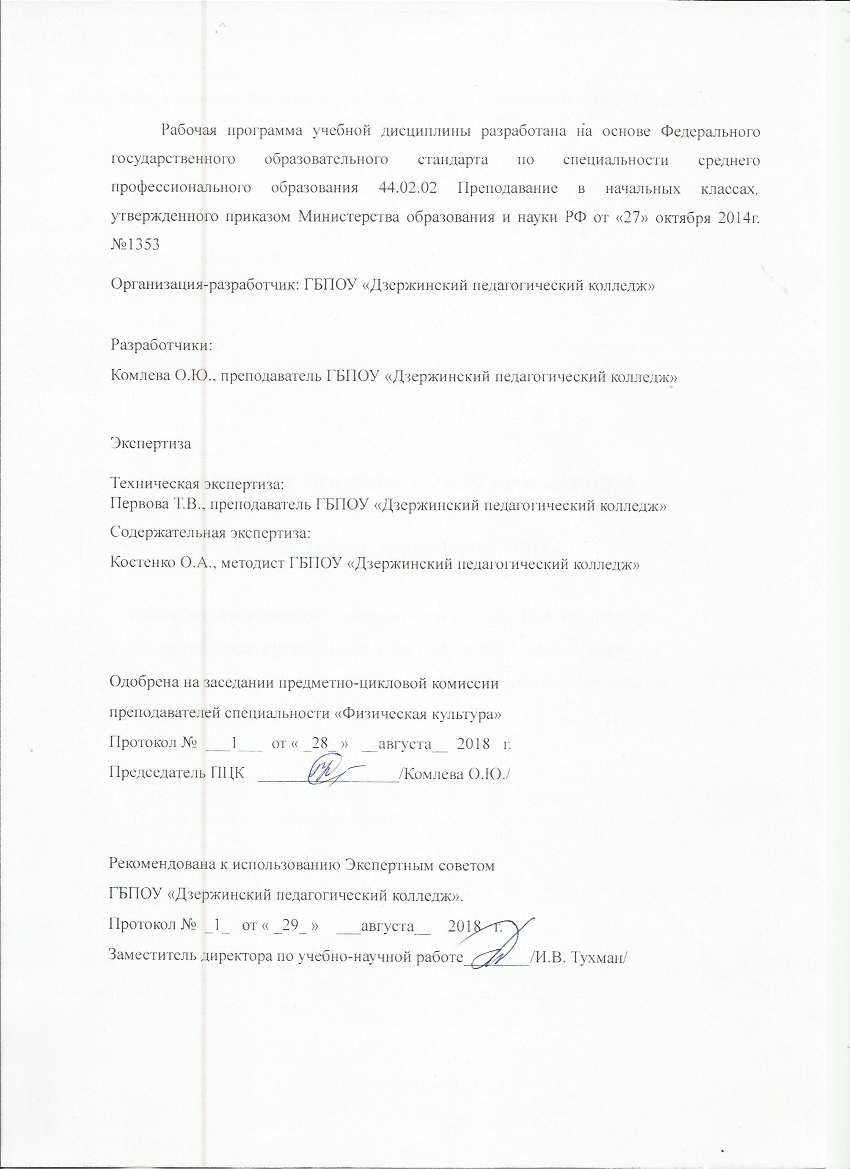 Рабочая программа учебной дисциплины разработана на основе Федерального
государственного образовательного стандарта по специальности среднего
профессионального образования 44.02.02 Преподавание в начальных классах,
утвержденного приказом Министерства образования и науки РФ от «27» октября 2014г.
№1353
Организация-разработчик: ГБПОУ «Дзержинский педагогический колледж»
Разработчики:
Комлева О.Ю., преподаватель ГБПОУ «Дзержинский педагогический колледж»
Экспертиза
Техническая экспертиза:
Первова Т.В., преподаватель ГБПОУ «Дзержинский педагогический колледж»
Содержательная экспертиза:
Костенко О.А., методист ГБПОУ «Дзержинский педагогический колледж»
Одобрена на заседании предметно-цикловой комиссии
преподавателей специальности «Физическая культура»
Протокол № ___1___ от « _28_ » __августа__ 2018 г.
Председатель ПЦК _________________/Комлева О.Ю./
Рекомендована к использованию Экспертным советом
ГБПОУ «Дзержинский педагогический колледж».
Протокол № _1_ от « _29_ » ___августа__ 2018 г.
Заместитель директора по учебно-научной работе________/И.В. Тухман/